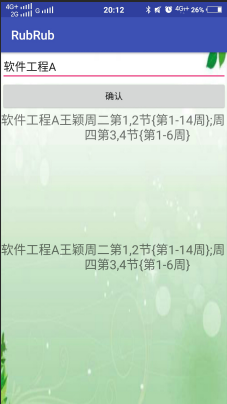 4G+ 2G G 20:12 4G+ 26%
RubRub
软件工程A
确认
软件工程A王颖周二第1,2节{第1-14周};周
四第3,4节{第1-6周}
软件工程A王颖周二第1,2节{第1-14周};周
四第3,4节{第1-6周}